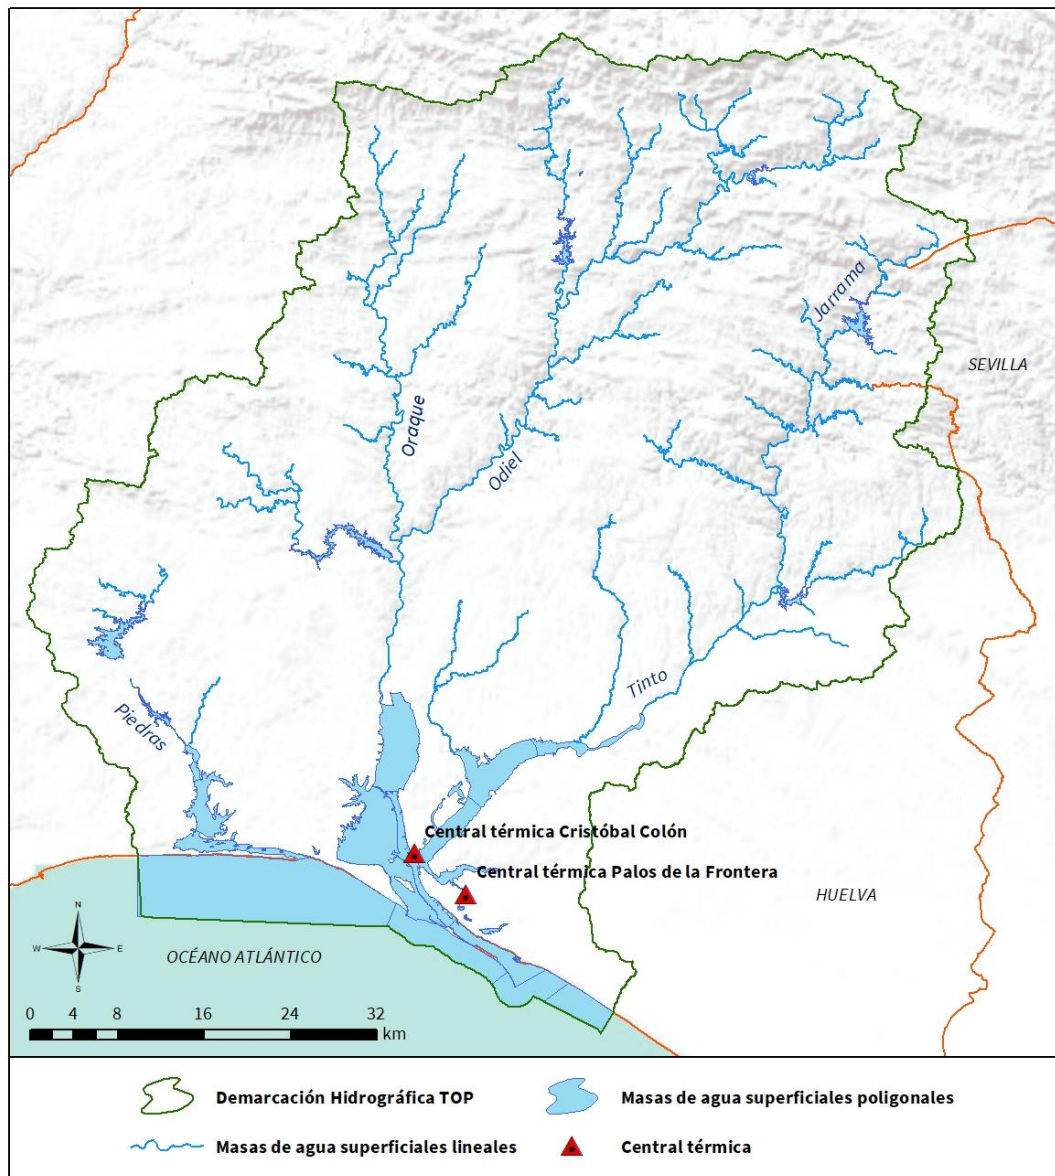 Jarrama
SEVILLA
Oraque
Odiel
Tinto
Piedras
Central térmica Cristóbal Colón
Central térmica Palos de la Frontera
HUELVA
N
W E
S
OCÉANO ATLÁNTICO
0 4 8 16 24 32
km
Demarcación Hidrográfica TOP
Masas de agua superficiales poligonales
Masas de agua superficiales lineales
Central térmica